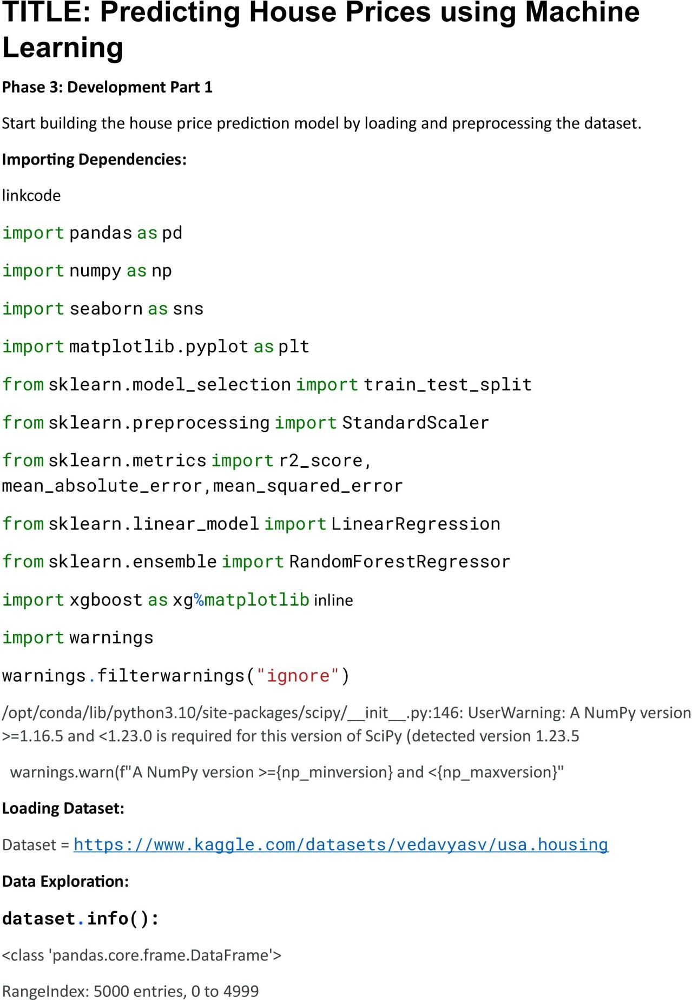 TITLE: Predicting House Prices using Machine
Learning
Phase 3: Development Part 1
Start building the house price prediction model by loading and preprocessing the dataset.
Importing Dependencies:
linkcode
import pandas as pd
import numpy as np
import seaborn as sns
import matplotlib.pyplot as plt
from sklearn.model_selection import train_test_split
from sklearn.preprocessing import StandardScaler
from sklearn.metrics import r2_score,
mean_absolute_error,mean_squared_error
from sklearn.linear_model import LinearRegression
from sklearn.ensemble import RandomForestRegressor
import xgboost as xg%matplotlib inline
import warnings
warnings.filterwarnings("ignore")
/opt/conda/lib/python3.10/site-packages/scipy/__init__.py:146: UserWarning: A NumPy version
>=1.16.5 and <1.23.0 is required for this version of SciPy (detected version 1.23.5
warnings.warn(f"A NumPy version >={np_minversion} and <{np_maxversion}"
Loading Dataset:
Dataset = https://www.kaggle.com/datasets/vedavyasv/usa.housing
Data Exploration:
dataset.info():
<class 'pandas.core.frame.DataFrame'>
RangeIndex: 5000 entries, 0 to 4999